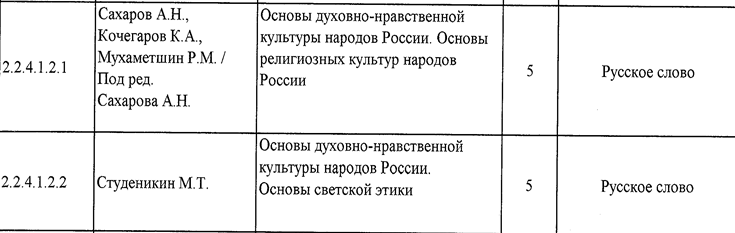 2.2.4.1.2.1
Сахаров А.Н.,
Кочегаров К.А.,
Мухаметшин Р.М. /
Под ред.
Сахарова А.Н.
Основы духовно-нравственной
культуры народов России. Основы
религиозных культур народов
России
5
Русское слово
2.2.4.1.2.2
Студеникин М.Т.
Основы духовно-нравственной
культуры народов России.
Основы светской этики
5
Русское слово